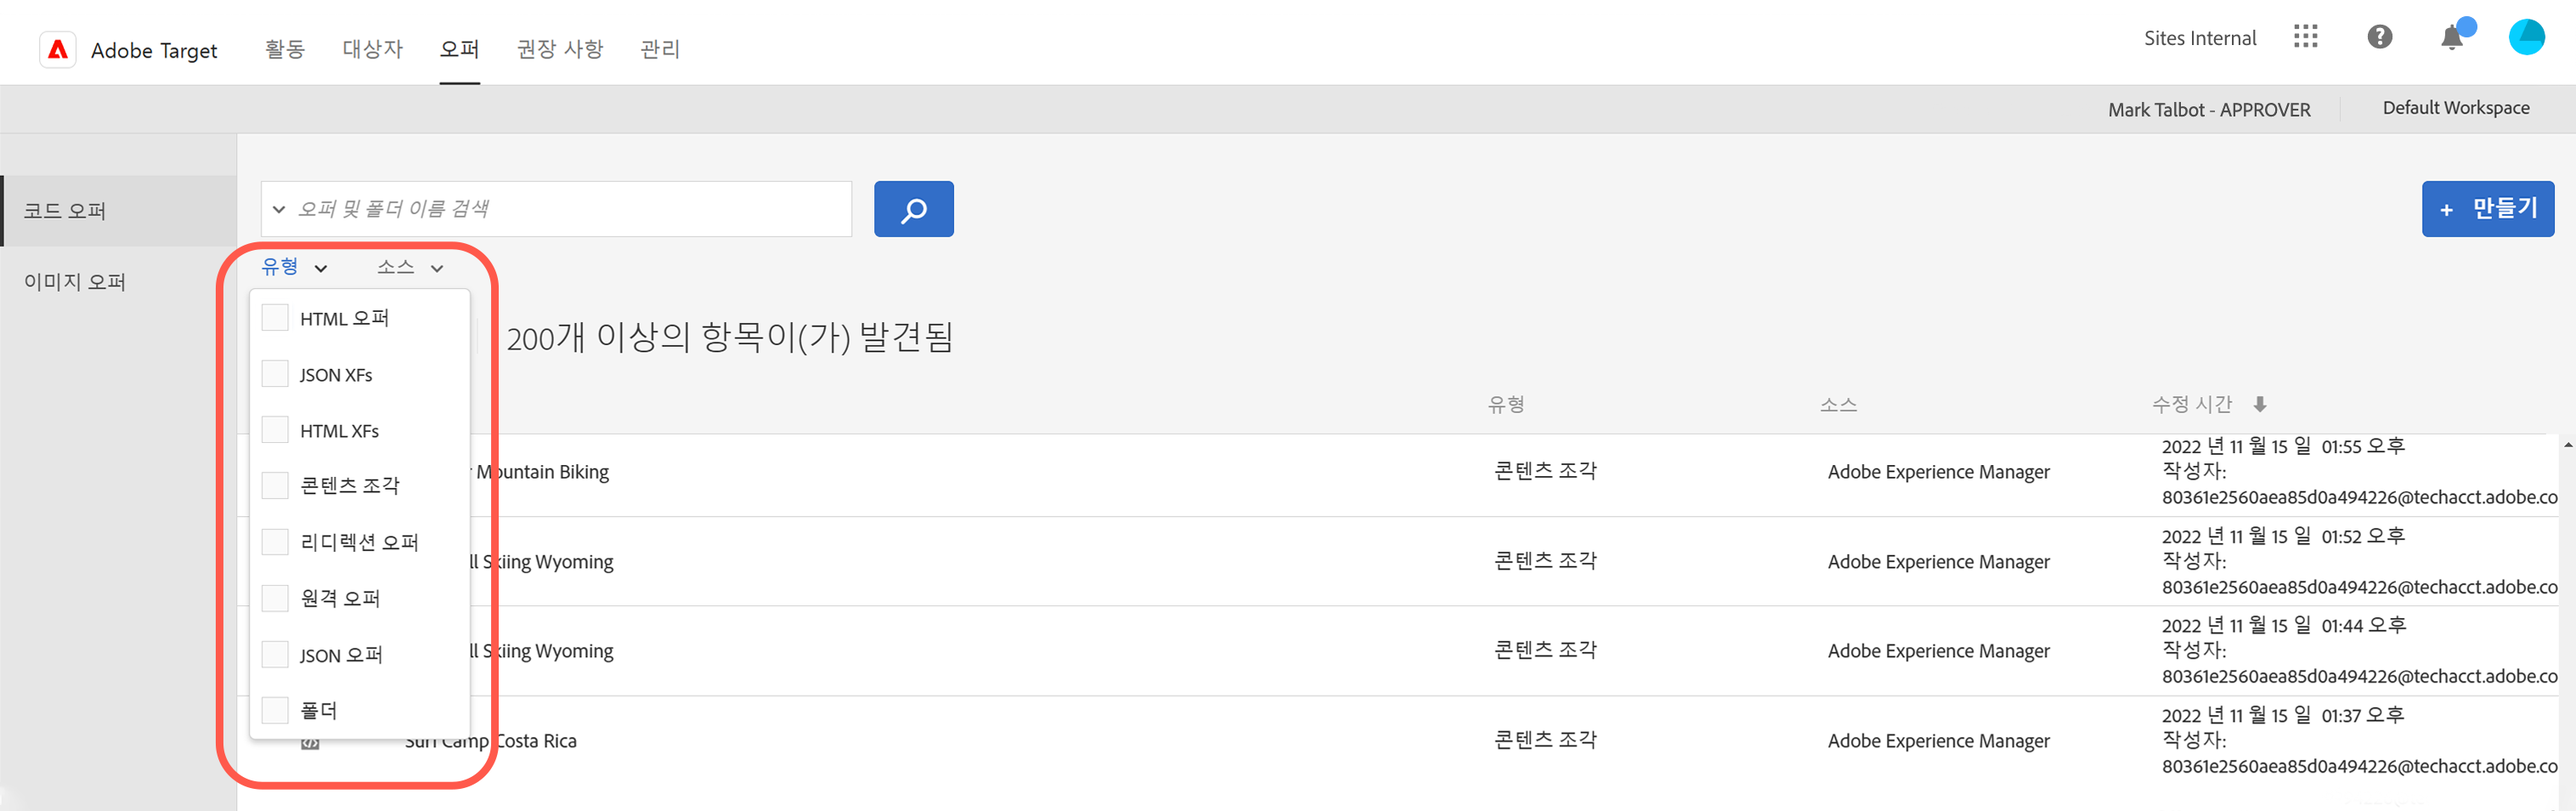 Adobe Target 활동 대상자 오퍼 권장 사항 관리 Sites Internal
Mark Talbot - APPROVER Default Workspace
코드 오퍼
이미지 오퍼
오퍼 및 폴더 이름 검색
+ 만들기
유형 소스
HTML 오퍼
JSON XFs
HTML XFs
콘텐츠 조각
리디렉션 오퍼
원격 오퍼
JSON 오퍼
폴더
200개 이상의 항목이(가) 발견됨
유형 소스 수정 시간
Mountain Biking 콘텐츠 조각 Adobe Experience Manager 2022 년 11 월 15 일 01:55 오후
작성자:
80361e2560aea85d0a494226@techacct.adobe.co
Skiing Wyoming 콘텐츠 조각 Adobe Experience Manager 2022 년 11 월 15 일 01:52 오후
작성자:
80361e2560aea85d0a494226@techacct.adobe.co
Skiing Wyoming 콘텐츠 조각 Adobe Experience Manager 2022 년 11 월 15 일 01:44 오후
작성자:
80361e2560aea85d0a494226@techacct.adobe.co
Surf Camp Costa Rica 콘텐츠 조각 Adobe Experience Manager 2022 년 11 월 15 일 01:37 오후
작성자:
80361e2560aea85d0a494226@techacct.adobe.co